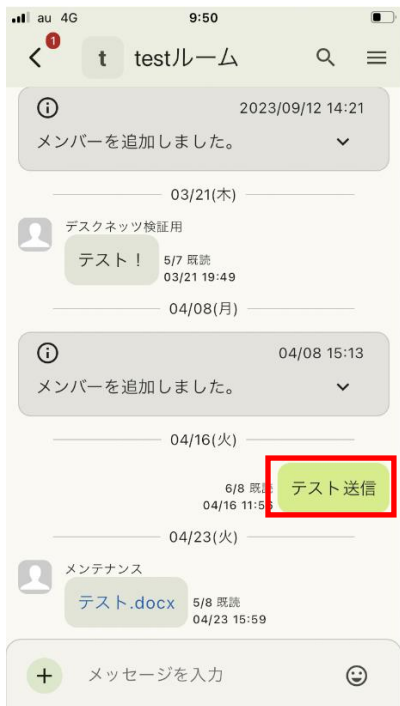 au 4G 9:50
1
t testルーム
2023/09/12 14:21
メンバーを追加しました。
03/21(木)
デスクネッツ検証用
テスト！ 5/7 既読
03/21 19:49
04/08(月)
04/08 15:13
メンバーを追加しました。
04/16(火)
6/8 既読 テスト送信
04/16 11:56
04/23(火)
メンテナンス
テスト.docx 5/8 既読
04/23 15:59
+ メッセージを入力